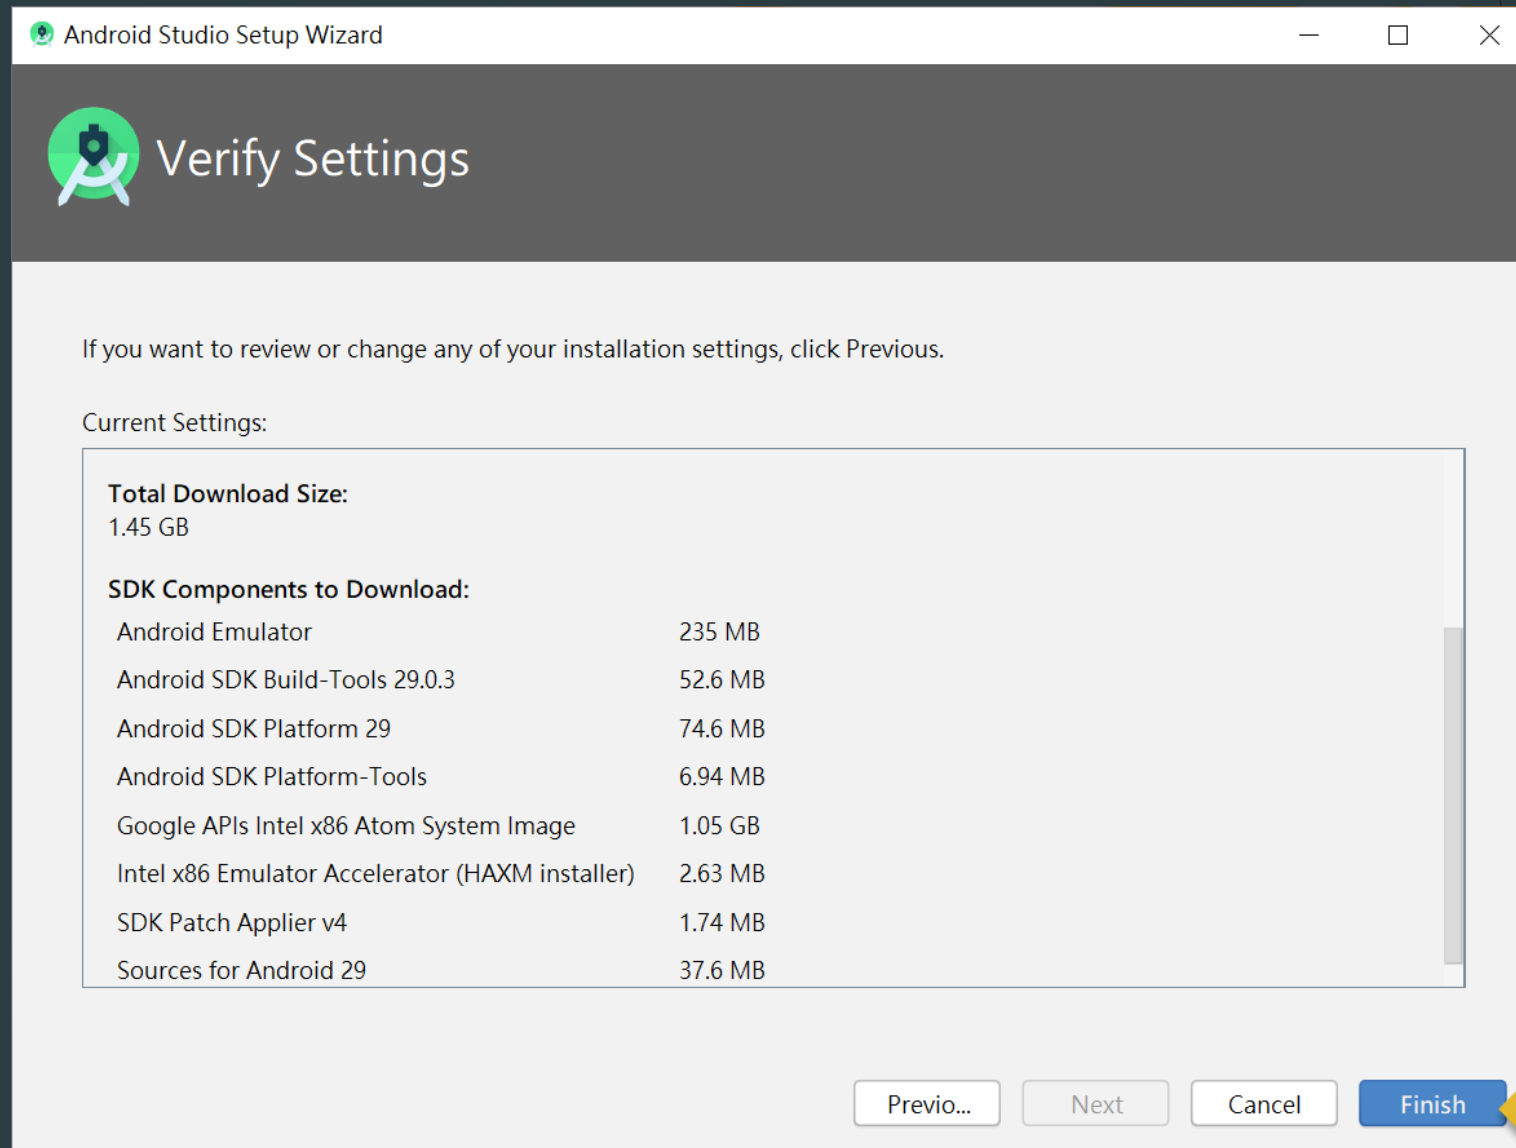 Android Studio Setup Wizard
Verify Settings
If you want to review or change any of your installation settings, click Previous.
Current Settings:
Total Download Size:
1.45 GB
SDK Components to Download:
Android Emulator 235 MB
Android SDK Build-Tools 29.0.3 52.6 MB
Android SDK Platform 29 74.6 MB
Android SDK Platform-Tools 6.94 MB
Google APIs Intel x86 Atom System Image 1.05 GB
Intel x86 Emulator Accelerator (HAXM installer) 2.63 MB
SDK Patch Applier v4 1.74 MB
Sources for Android 29 37.6 MB
Previo... Next Cancel Finish